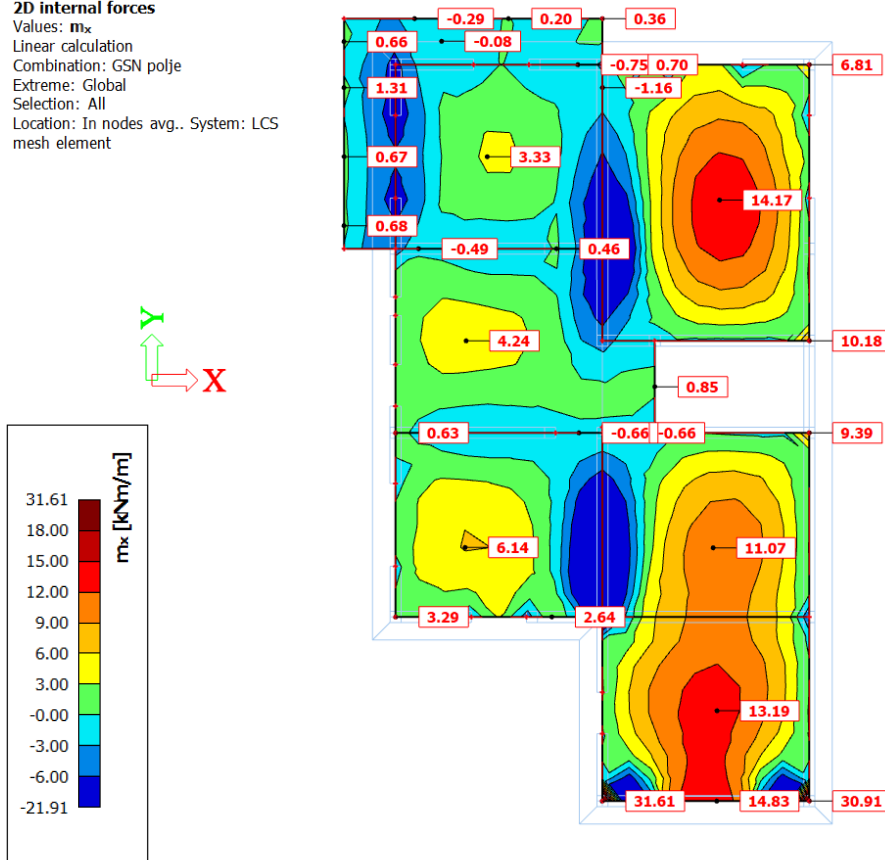 2D internal forces
Values: mx
Linear calculation
Combination: GSN polje
Extreme: Global
Selection: All
Location: In nodes avg.. System: LCS
mesh element
-0.29 0.20 0.36
0.66 -0.08
-0.75 0.70 6.81
1.31 -1.16
0.67 3.33
14.17
0.68
-0.49 0.46
Y
X
4.24 10.18
0.85
0.63 -0.66 -0.66 9.39
mx [kNm/m]
31.61
18.00
15.00
12.00
9.00
6.00
3.00
-0.00
-3.00
-6.00
-21.91
6.14 11.07
3.29 2.64
13.19
31.61 14.83 30.91